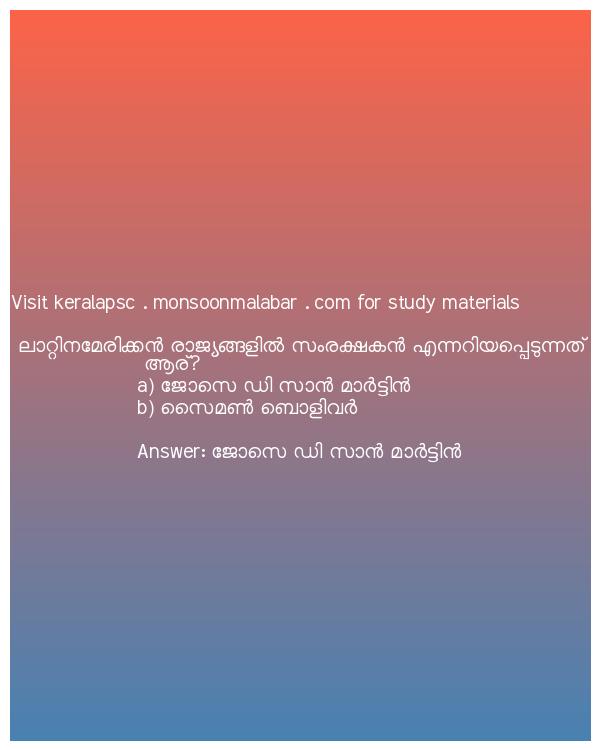 Visit keralapsc . monsoonmalabar . com for study materials
ലാറ്റിനമേരിക്കൻ രാജ്യങ്ങളിൽ സംരക്ഷകൻ എന്നറിയപ്പെടുന്നത്
ആര്?
a) ജോസെ ഡി സാൻ മാർട്ടിൻ
b) സൈമൺ ബൊളിവർ
Answer: ജോസെ ഡി സാൻ മാർട്ടിൻ